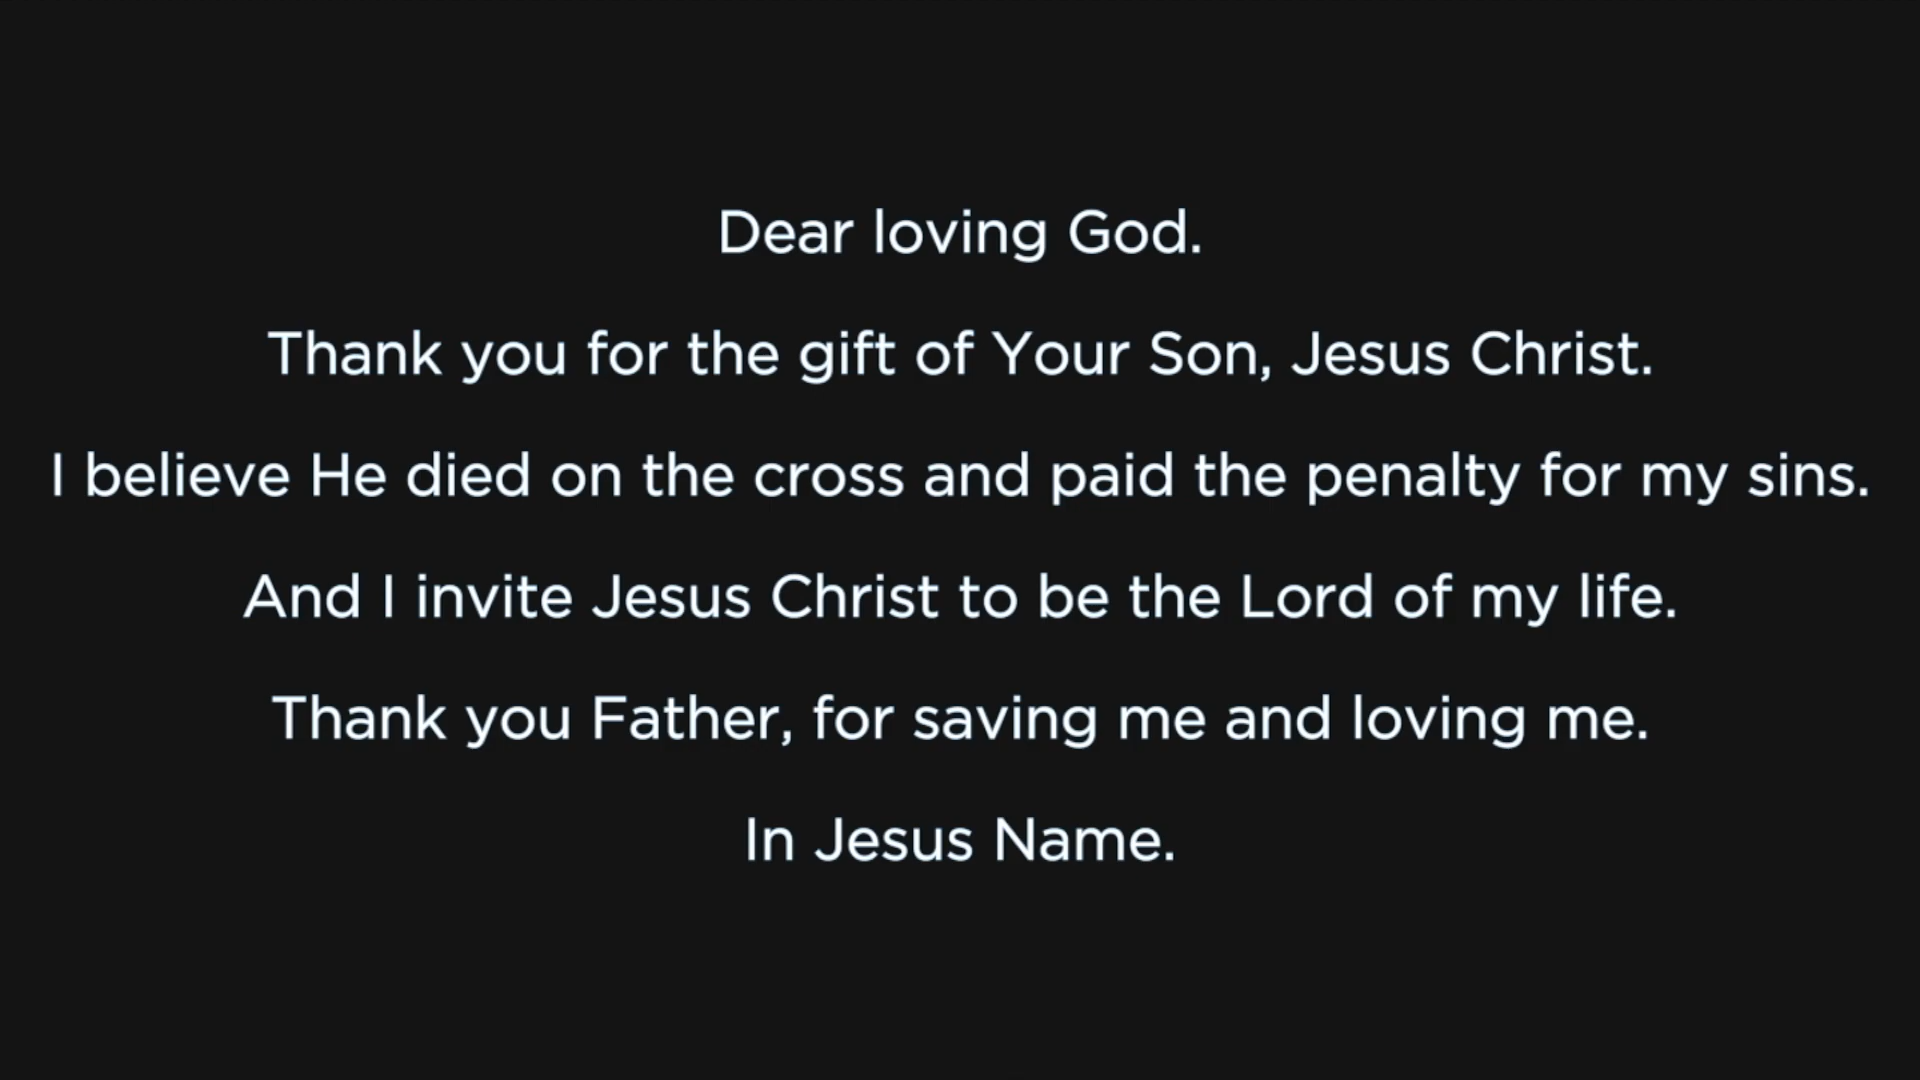 Dear loving God.
Thank you for the gift of Your Son, Jesus Christ.
I believe He died on the cross and paid the penalty for my sins.
And I invite Jesus Christ to be the Lord of my life.
Thank you Father, for saving me and loving me.
In Jesus Name.